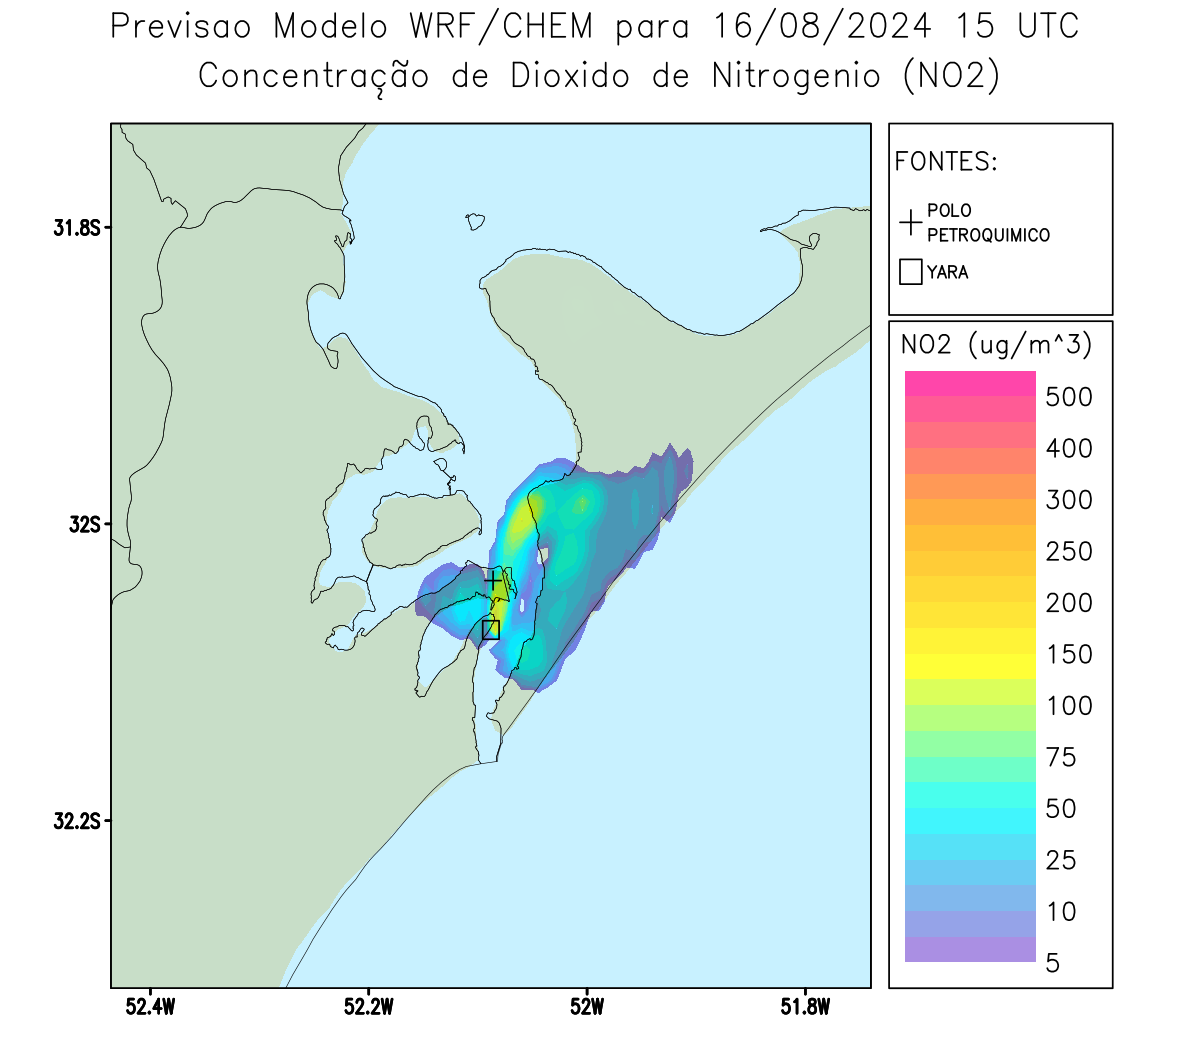 Previsao Modelo WRF/CHEM para 16/08/2024 15 UTC
Concentração de Dioxido de Nitrogenio (NO2)
FONTES:
POLO
PETROQUIMICO
YARA
NO2 (ug/m^3)
500
400
300
250
200
150
100
75
50
25
10
5
31.8S
32S
32.2S
52.4W
52.2W
52W
51.8W